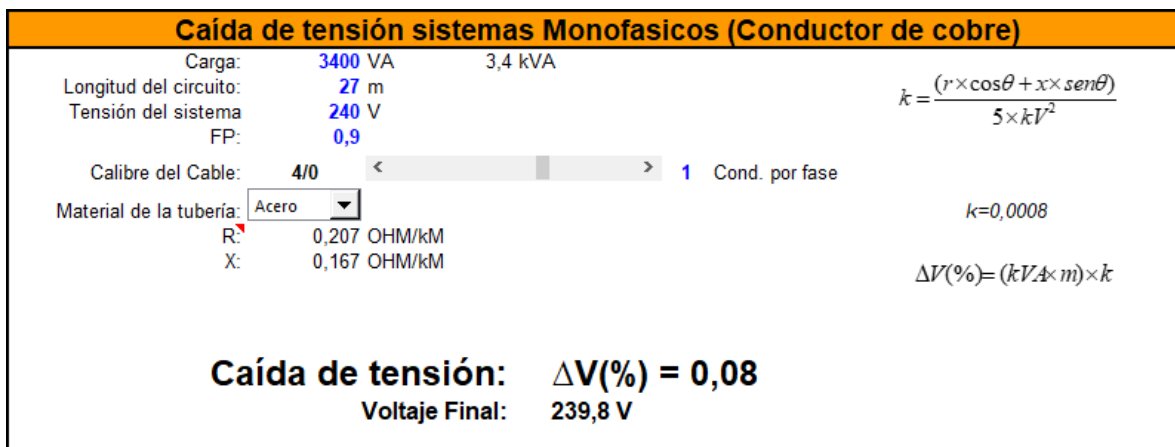 Caída de tensión sistemas Monofasicos (Conductor de cobre)
Carga: 3400 VA 3,4 kVA
Longitud del circuito: 27 m
Tensión del sistema 240 V
FP: 0,9
k = (r×cosθ + x×senθ) / 5×kV²
Calibre del Cable: 4/0 < > 1 Cond. por fase
Material de la tubería: Acero
k=0,0008
R: 0,207 OHM/kM
X: 0,167 OHM/kM
ΔV(%)=(kVA×m)×k
Caída de tensión: ΔV(%) = 0,08
Voltaje Final: 239,8 V